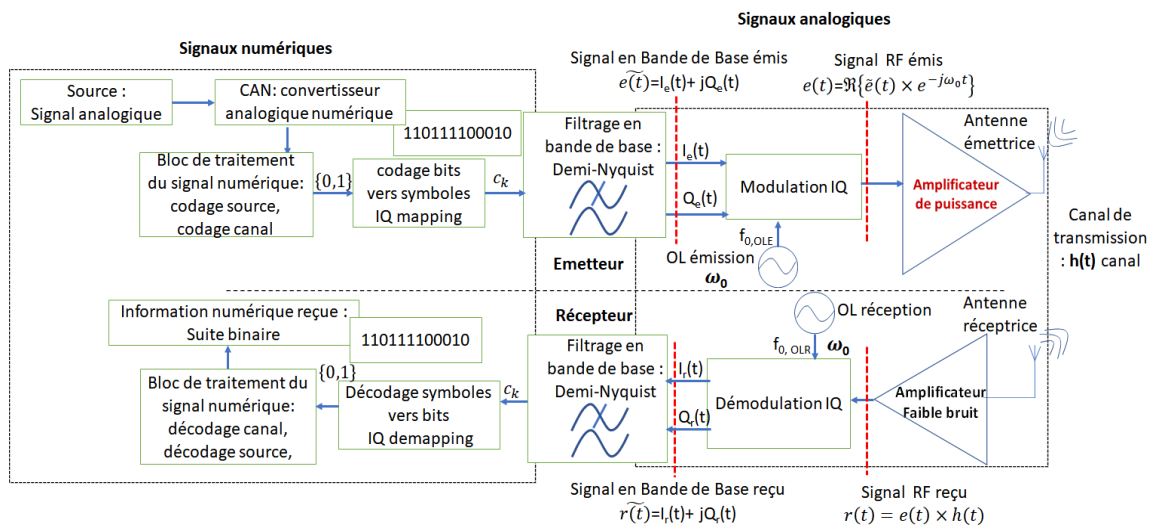 Signaux analogiques
Signaux numériques
Signal en Bande de Base émis
e͠(t)=Iₑ(t)+ jQₑ(t)
Signal RF émis
e(t)=ℜ{ẽ(t) × e^{-jω₀t}}
Source :
Signal analogique
CAN: convertisseur
analogique numérique
110111100010
Bloc de traitement
du signal numérique:
codage source,
codage canal
{0,1}
codage bits
vers symboles
IQ mapping
cₖ
Filtrage en
bande de base :
Demi-Nyquist
Iₑ(t)
Qₑ(t)
Modulation IQ
f₀,OLE
OL émission
ω₀
Amplificateur
de puissance
Antenne
émettrice
Canal de
transmission
: h(t) canal
Emetteur
Récepteur
Information numérique reçue :
Suite binaire
110111100010
Bloc de traitement du
signal numérique:
décodage canal,
décodage source,
{0,1}
Décodage symboles
vers bits
IQ demapping
cₖ
Filtrage en
bande de base :
Demi-Nyquist
Iᵣ(t)
Qᵣ(t)
Démodulation IQ
OL réception
f₀, OLR
ω₀
Amplificateur
Faible bruit
Antenne
réceptrice
Signal en Bande de Base reçu
r͠(t)=Iᵣ(t)+ jQᵣ(t)
Signal RF reçu
r(t) = e(t) × h(t)